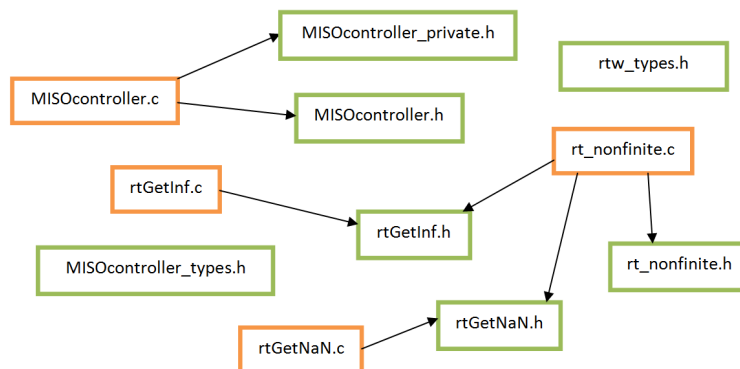 MISOcontroller_private.h
rtw_types.h
MISOcontroller.c
MISOcontroller.h
rt_nonfinite.c
rtGetInf.c
rtGetInf.h
MISOcontroller_types.h
rt_nonfinite.h
rtGetNaN.h
rtGetNaN.c